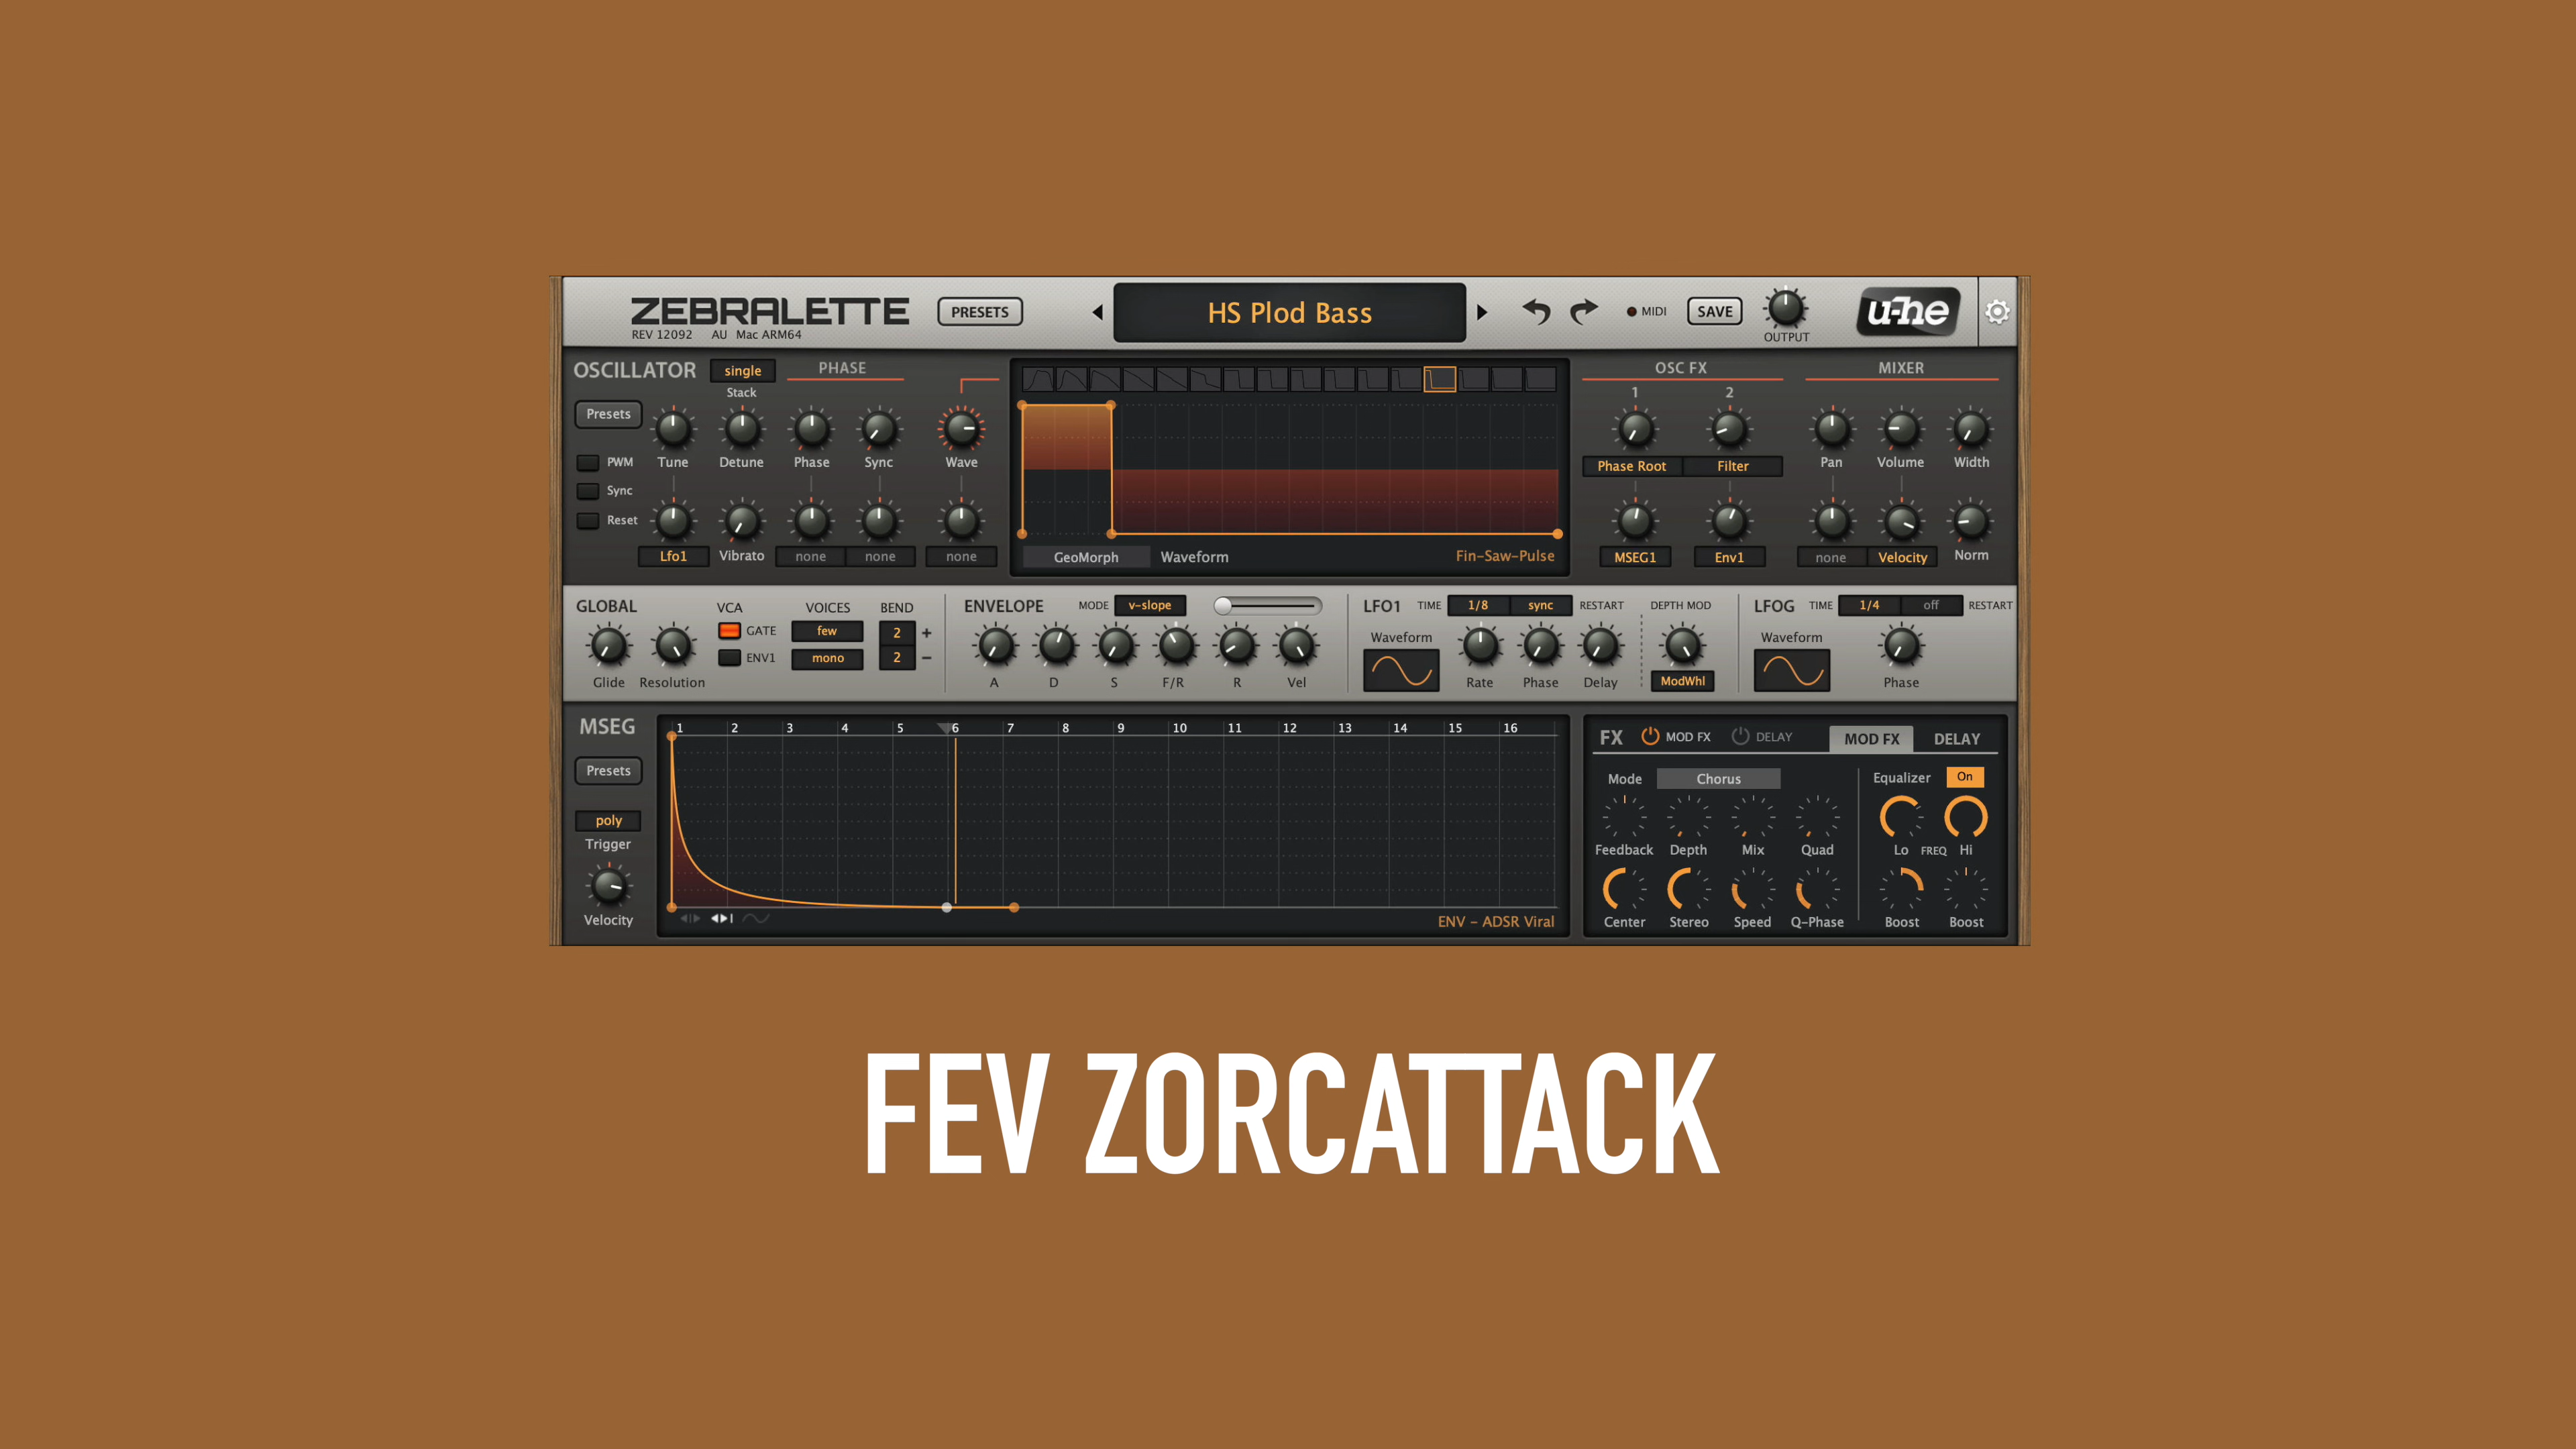 ZEBRALETTE
REV 12092 AU Mac ARM64
PRESETS
HS Plod Bass
MIDI
SAVE
OUTPUT
u-he
OSCILLATOR
single
Stack
PHASE
Presets
PWM
Sync
Reset
Tune Detune Phase Sync Wave
Lfo1 Vibrato none none none
GeoMorph Waveform Fin-Saw-Pulse
OSC FX
1 2
Phase Root Filter
MSEG1 Env1
MIXER
Pan Volume Width
none Velocity Norm
GLOBAL
Glide Resolution
VCA
GATE
ENV1
VOICES
few
mono
BEND
2 +
2 −
ENVELOPE MODE v-slope
A D S F/R R Vel
LFO1 TIME 1/8 sync RESTART
Waveform
Rate Phase Delay
DEPTH MOD
ModWhl
LFOG TIME 1/4 off RESTART
Waveform
Phase
MSEG
Presets
poly
Trigger
Velocity
1 2 3 4 5 6 7 8 9 10 11 12 13 14 15 16
ENV - ADSR Viral
FX MOD FX DELAY MOD FX DELAY
Mode Chorus
Equalizer On
Feedback Depth Mix Quad
Lo FREQ Hi
Center Stereo Speed Q-Phase
Boost Boost
FEV ZORCATTACK